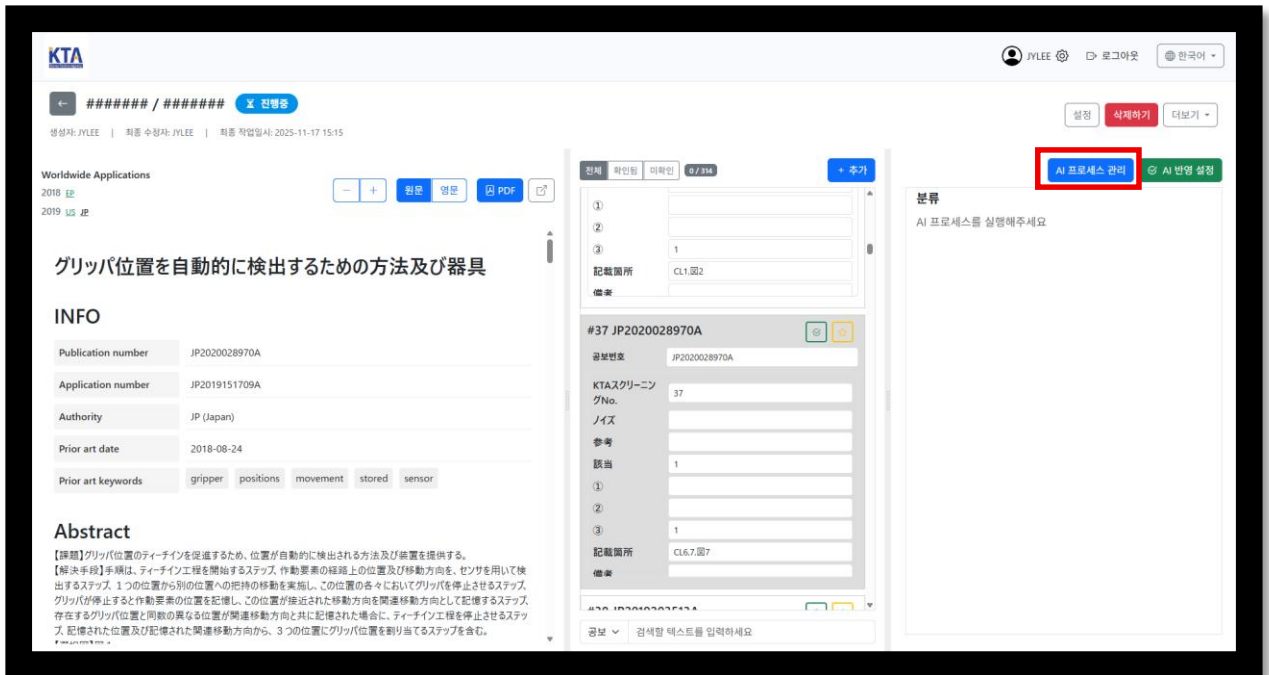 KTA
JYLEE
로그아웃
한국어
####### / #######
진행중
설정
삭제하기
더보기
생성자: JYLEE | 최종 수정자: JYLEE | 최종 작업일시: 2025-11-17 15:15
Worldwide Applications
2018 EP
2019 US JP
− +
원문 영문
PDF
グリッパ位置を自動的に検出するための方法及び器具
INFO
Publication number JP2020028970A
Application number JP2019151709A
Authority JP (Japan)
Prior art date 2018-08-24
Prior art keywords gripper positions movement stored sensor
Abstract
【課題】グリッパ位置のティーチインを促進するため、位置が自動的に検出される方法及び装置を提供する。
【解決手段】手順は、ティーチイン工程を開始するステップ、作動要素の経路上の位置及び移動方向を、センサを用いて検
出するステップ、1つの位置から別の位置への把持の移動を実施し、この位置の各々においてグリッパを停止させるステップ、
グリッパが停止すると作動要素の位置を記憶し、この位置が接近された移動方向を関連移動方向として記憶するステップ、
存在するグリッパ位置と同数の異なる位置が関連移動方向と共に記憶された場合に、ティーチイン工程を停止させるステッ
プ、記憶された位置及び記憶された関連移動方向から、3つの位置にグリッパ位置を割り当てるステップを含む。
전체 확인됨 미확인 0 / 314
+ 추가
①
②
③ 1
記載箇所 CL1,図2
備考
#37 JP2020028970A
공보번호 JP2020028970A
KTAスクリーニン
グNo. 37
ノイズ
参考
該当 1
①
②
③ 1
記載箇所 CL6,7,図7
備考
공보 검색할 텍스트를 입력하세요
AI 프로세스 관리
AI 반영 설정
분류
AI 프로세스를 실행해주세요